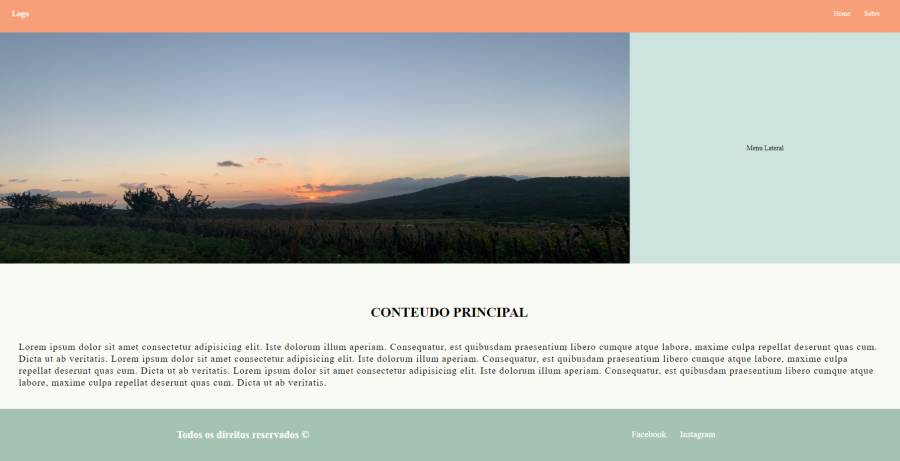 Logo
Home Sobre
Menu Lateral
CONTEUDO PRINCIPAL
Lorem ipsum dolor sit amet consectetur adipisicing elit. Iste dolorum illum aperiam. Consequatur, est quibusdam praesentium libero cumque atque labore, maxime culpa repellat deserunt quas cum.
Dicta ut ab veritatis. Lorem ipsum dolor sit amet consectetur adipisicing elit. Iste dolorum illum aperiam. Consequatur, est quibusdam praesentium libero cumque atque labore, maxime culpa
repellat deserunt quas cum. Dicta ut ab veritatis. Lorem ipsum dolor sit amet consectetur adipisicing elit. Iste dolorum illum aperiam. Consequatur, est quibusdam praesentium libero cumque atque
labore, maxime culpa repellat deserunt quas cum. Dicta ut ab veritatis.
Todos os direitos reservados ©
Facebook Instagram